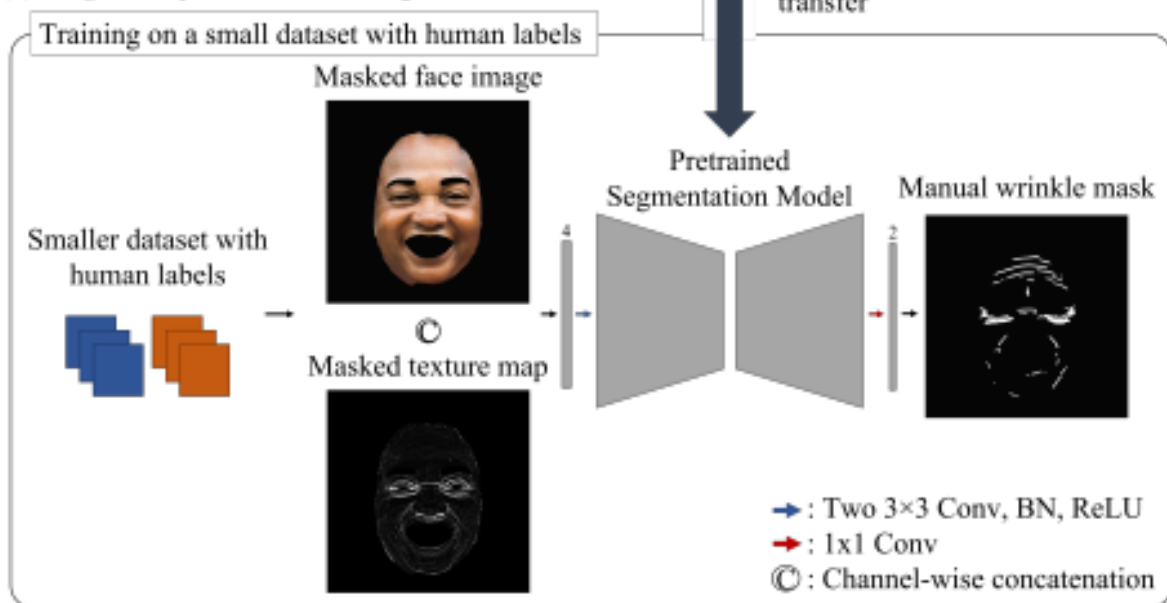 transfer
Training on a small dataset with human labels
Masked face image
Pretrained
Segmentation Model
Manual wrinkle mask
Smaller dataset with
human labels
4
2
©
Masked texture map
: Two 3×3 Conv, BN, ReLU
: 1x1 Conv
© : Channel-wise concatenation